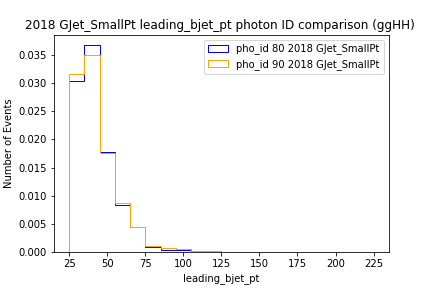 2018 GJet_SmallPt leading_bjet_pt photon ID comparison (ggHH)
pho_id 80 2018 GJet_SmallPt
pho_id 90 2018 GJet_SmallPt
Number of Events
0.035
0.030
0.025
0.020
0.015
0.010
0.005
0.000
25 50 75 100 125 150 175 200 225
leading_bjet_pt